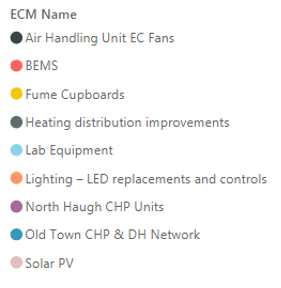 ECM Name
Air Handling Unit EC Fans
BEMS
Fume Cupboards
Heating distribution improvements
Lab Equipment
Lighting – LED replacements and controls
North Haugh CHP Units
Old Town CHP & DH Network
Solar PV